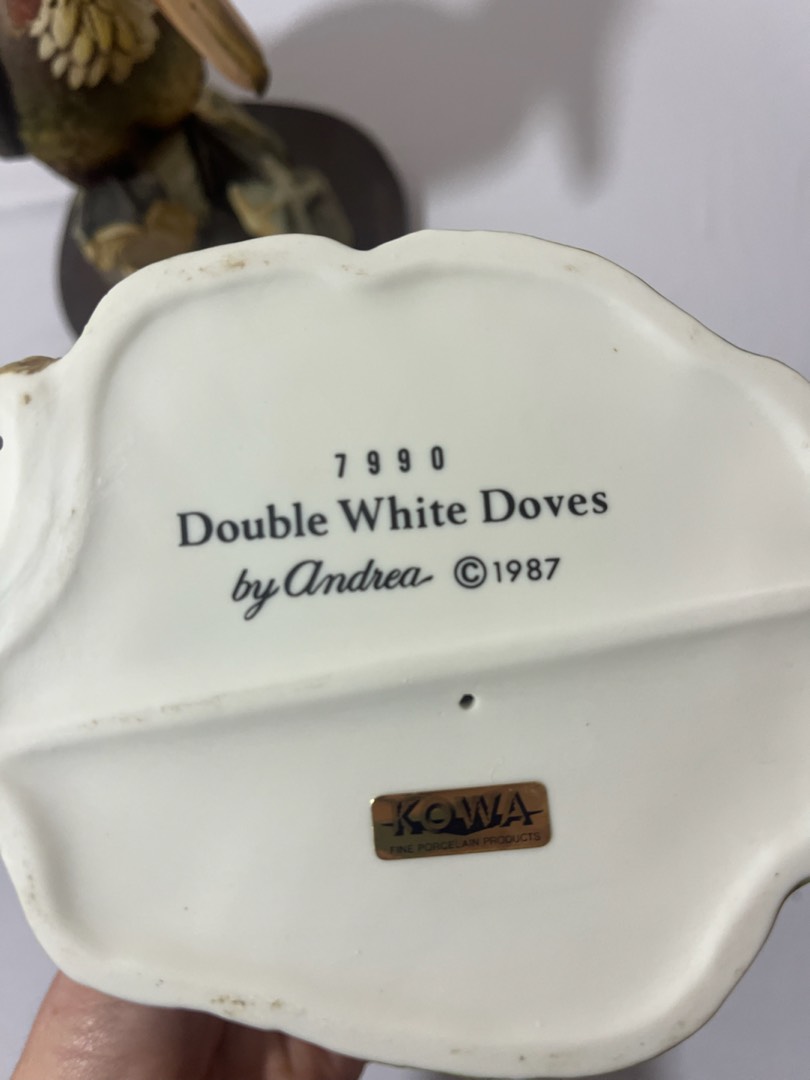 7990
Double White Doves
by Andrea ©1987
KOWA
FINE PORCELAIN PRODUCTS